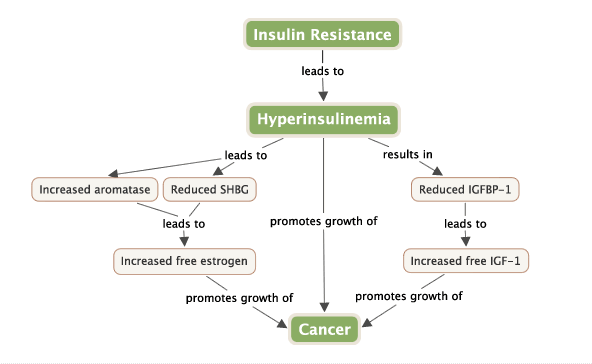 Insulin Resistance
leads to
Hyperinsulinemia
leads to
results in
Increased aromatase
Reduced SHBG
Reduced IGFBP-1
promotes growth of
leads to
leads to
Increased free estrogen
Increased free IGF-1
promotes growth of
promotes growth of
Cancer